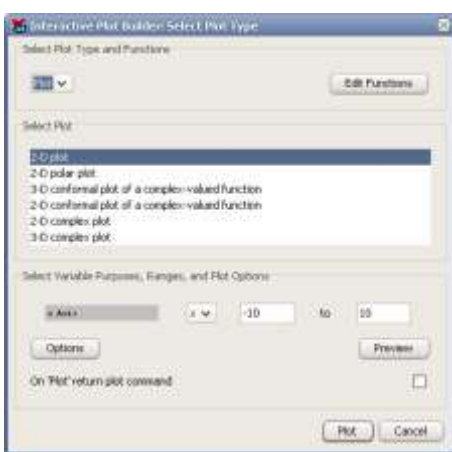 Interactive Plot Builder: Select Plot Type
Select Plot Type and Functions
Plot
Edit Functions
Select Plot
2-D plot
2-D polar plot
3-D conformal plot of a complex-valued function
2-D conformal plot of a complex-valued function
2-D complex plot
3-D complex plot
Select Variable Purposes, Ranges, and Plot Options
x Axis x -10 to 10
Options Preview
On 'Plot' return plot command
Plot Cancel